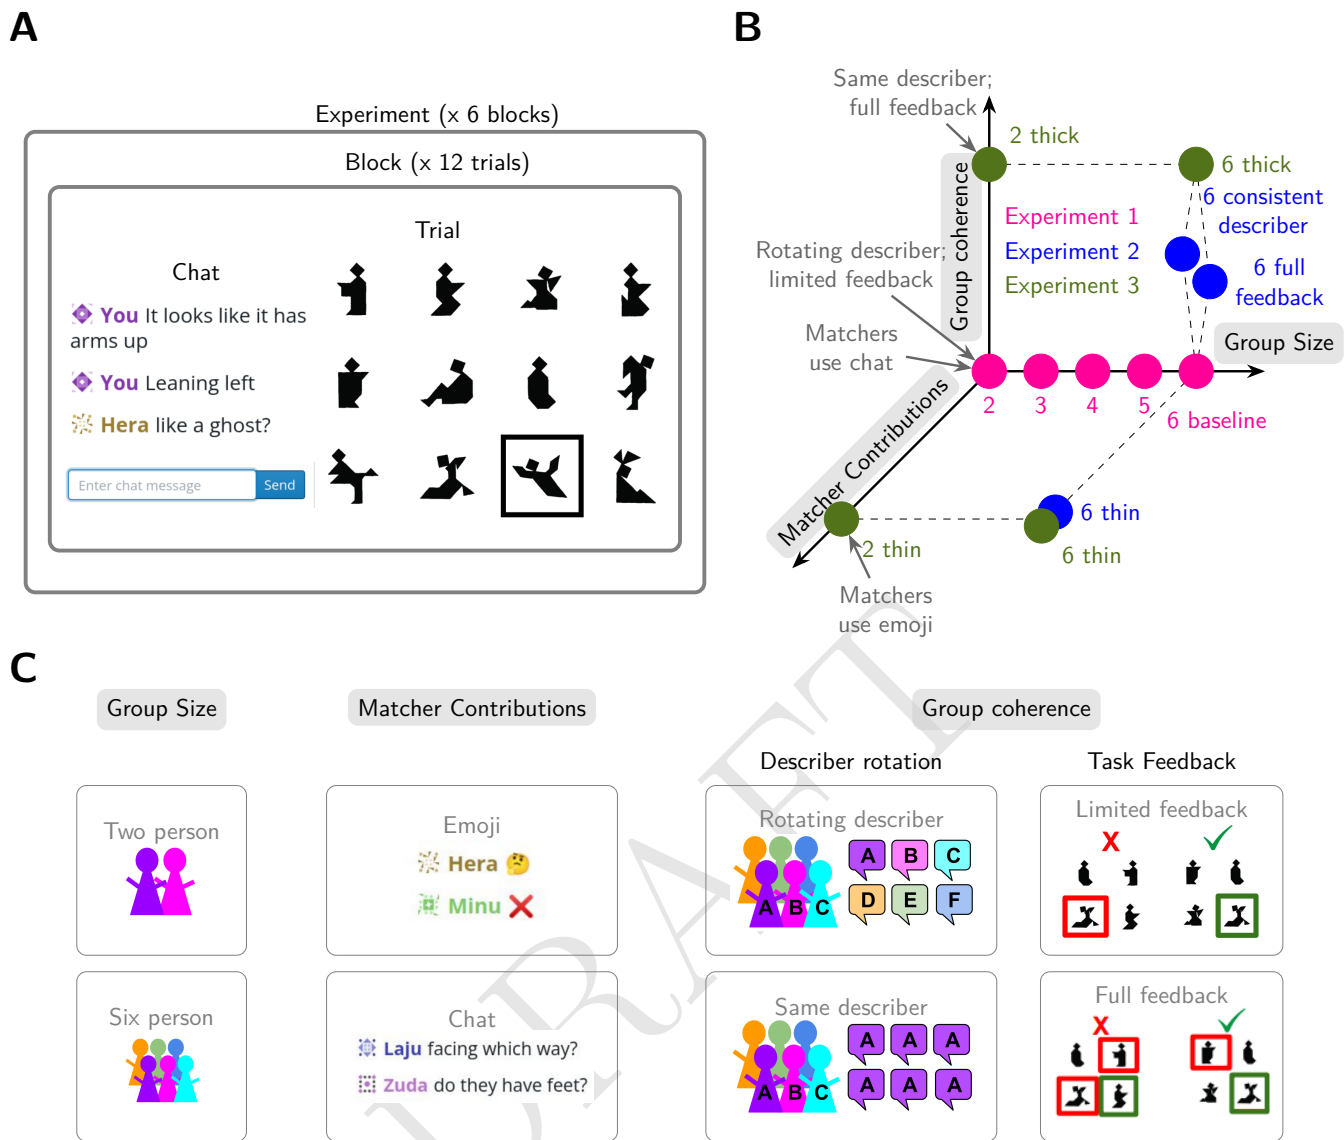 A
Experiment (x 6 blocks)
Block (x 12 trials)
Trial
Chat
You It looks like it has
arms up
You Leaning left
Hera like a ghost?
Enter chat message
Send
B
Same describer;
full feedback
2 thick
6 thick
Group coherence
6 consistent
describer
Experiment 1
Experiment 2
Experiment 3
Rotating describer;
limited feedback
6 full
feedback
Matchers
use chat
Group Size
2
3
4
5
6 baseline
Matcher Contributions
2 thin
6 thin
6 thin
Matchers
use emoji
C
Group Size
Matcher Contributions
Group coherence
Describer rotation
Task Feedback
Two person
Emoji
Hera
Minu
Rotating describer
A B C
A B C
D E F
Limited feedback
X
Six person
Chat
Laju facing which way?
Zuda do they have feet?
Same describer
A B C
A A A
A A A
Full feedback
X
DRAFT